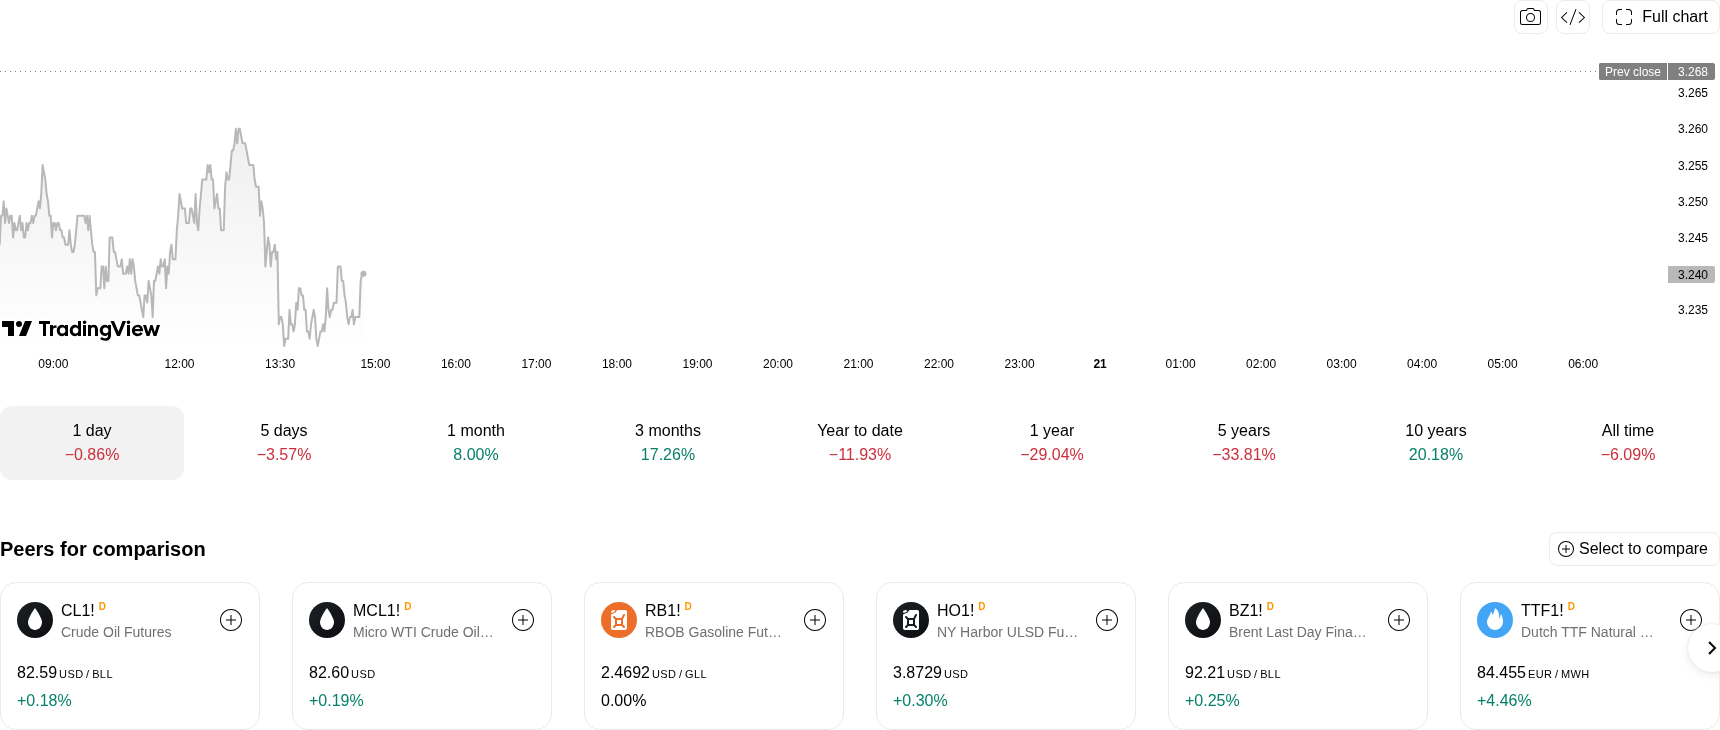 Full chart
Prev close 3.268
3.265
3.260
3.255
3.250
3.245
3.240
3.235
TradingView
09:00 12:00 13:30 15:00 16:00 17:00 18:00 19:00 20:00 21:00 22:00 23:00 21 01:00 02:00 03:00 04:00 05:00 06:00
1 day 5 days 1 month 3 months Year to date 1 year 5 years 10 years All time
−0.86% −3.57% 8.00% 17.26% −11.93% −29.04% −33.81% 20.18% −6.09%
Peers for comparison
Select to compare
CL1! D
Crude Oil Futures
82.59 USD / BLL
+0.18%
MCL1! D
Micro WTI Crude Oil…
82.60 USD
+0.19%
RB1! D
RBOB Gasoline Fut…
2.4692 USD / GLL
0.00%
HO1! D
NY Harbor ULSD Fu…
3.8729 USD
+0.30%
BZ1! D
Brent Last Day Fina…
92.21 USD / BLL
+0.25%
TTF1! D
Dutch TTF Natural …
84.455 EUR / MWH
+4.46%